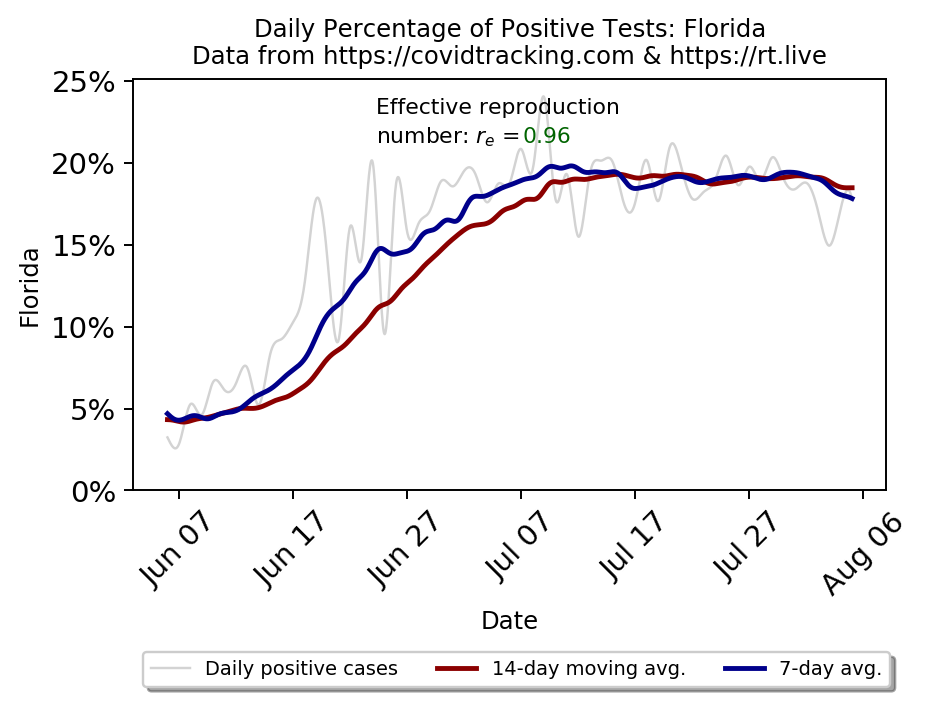 Daily Percentage of Positive Tests: Florida
Data from https://covidtracking.com & https://rt.live
25%
20%
15%
10%
5%
0%
Florida
Effective reproduction
number: rₑ =0.96
Jun 07
Jun 17
Jun 27
Jul 07
Jul 17
Jul 27
Aug 06
Date
Daily positive cases
14-day moving avg.
7-day avg.